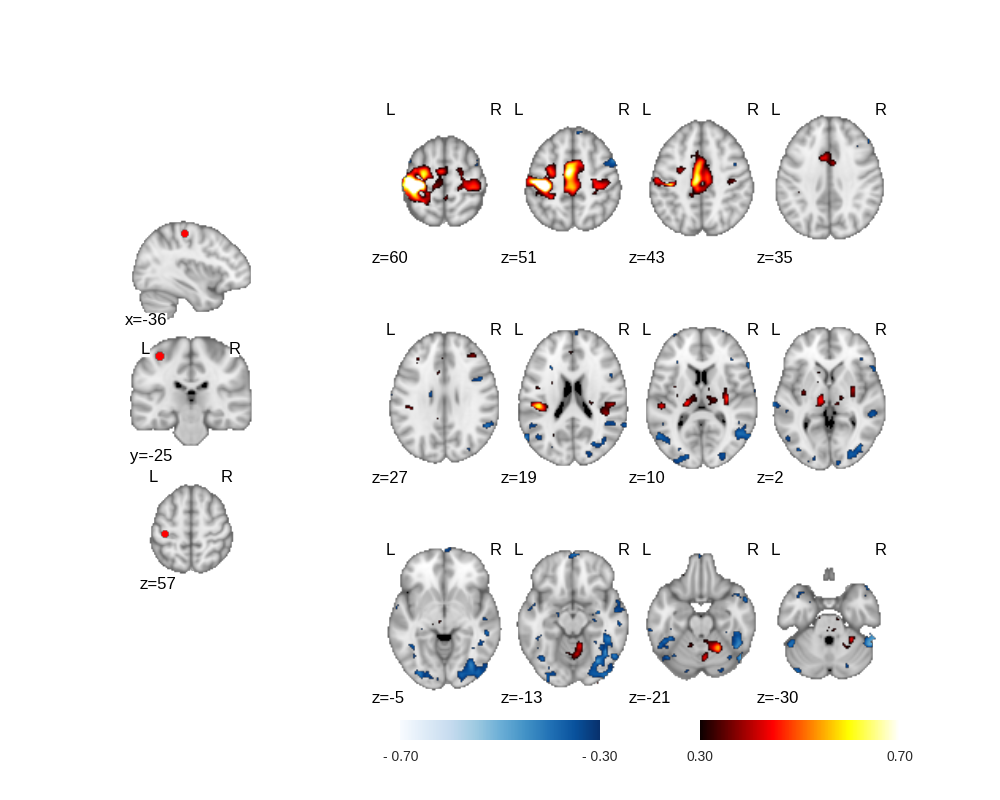 L R L R L R L R
z=60 z=51 z=43 z=35
x=-36
L R L R L R L R
L R
y=-25
z=27 z=19 z=10 z=2
L R
L R L R L R L R
z=57
z=-5 z=-13 z=-21 z=-30
- 0.70 - 0.30 0.30 0.70